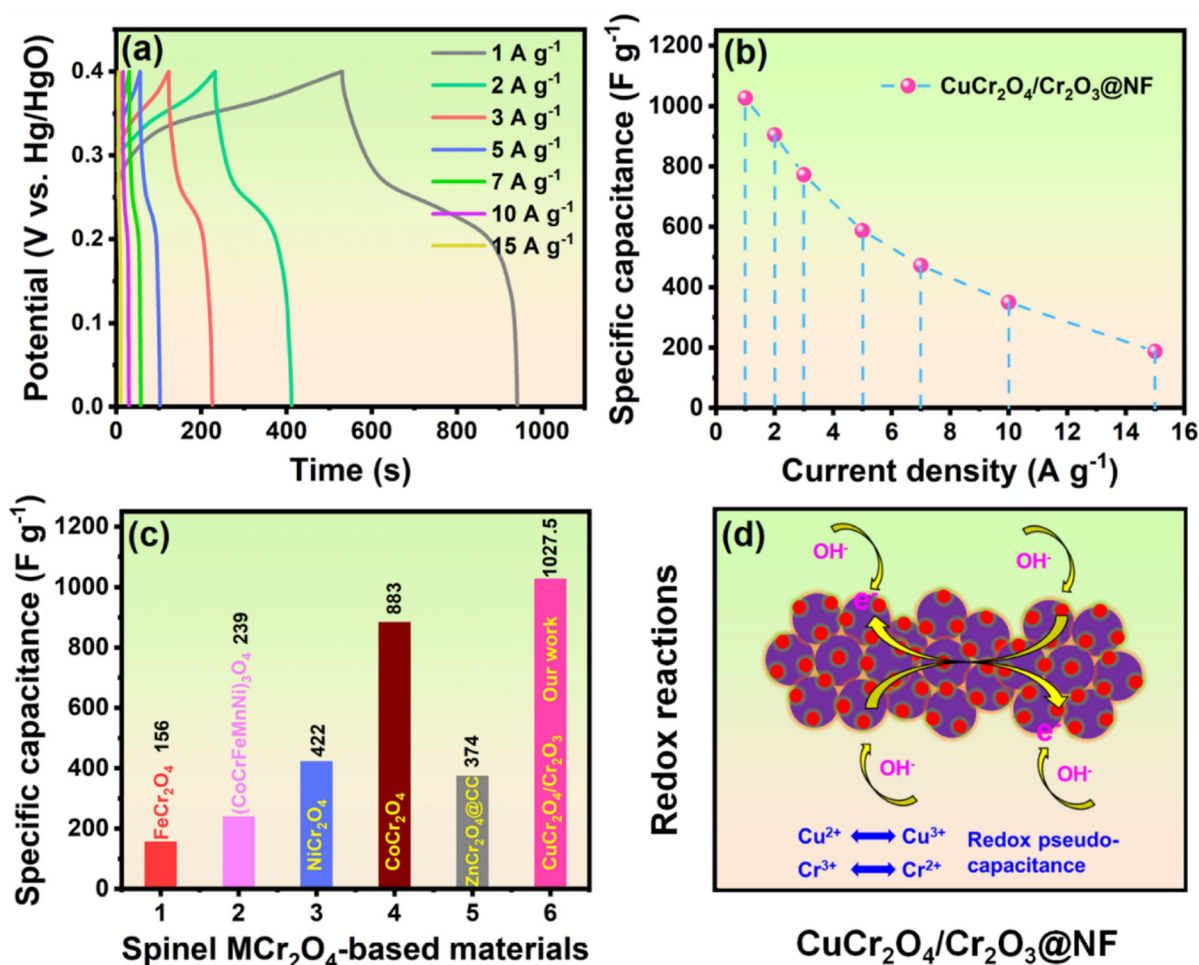 (a)
1 A g⁻¹
2 A g⁻¹
3 A g⁻¹
5 A g⁻¹
7 A g⁻¹
10 A g⁻¹
15 A g⁻¹
Potential (V vs. Hg/HgO)
0.4
0.3
0.2
0.1
0.0
0 200 400 600 800 1000
Time (s)
(b)
CuCr₂O₄/Cr₂O₃@NF
Specific capacitance (F g⁻¹)
1200
1000
800
600
400
200
0
0 2 4 6 8 10 12 14 16
Current density (A g⁻¹)
(c)
Specific capacitance (F g⁻¹)
1200
1000
800
600
400
200
0
FeCr₂O₄ 156
(CoCrFeMnNi)₃O₄ 239
NiCr₂O₄ 422
CoCr₂O₄ 883
ZnCr₂O₄@CC 374
CuCr₂O₄/Cr₂O₃ Our work 1027.5
1 2 3 4 5 6
Spinel MCr₂O₄-based materials
(d)
Redox reactions
OH⁻
OH⁻
e⁻
e⁻
OH⁻
OH⁻
Cu²⁺ Cu³⁺
Cr³⁺ Cr²⁺
Redox pseudo-
capacitance
CuCr₂O₄/Cr₂O₃@NF